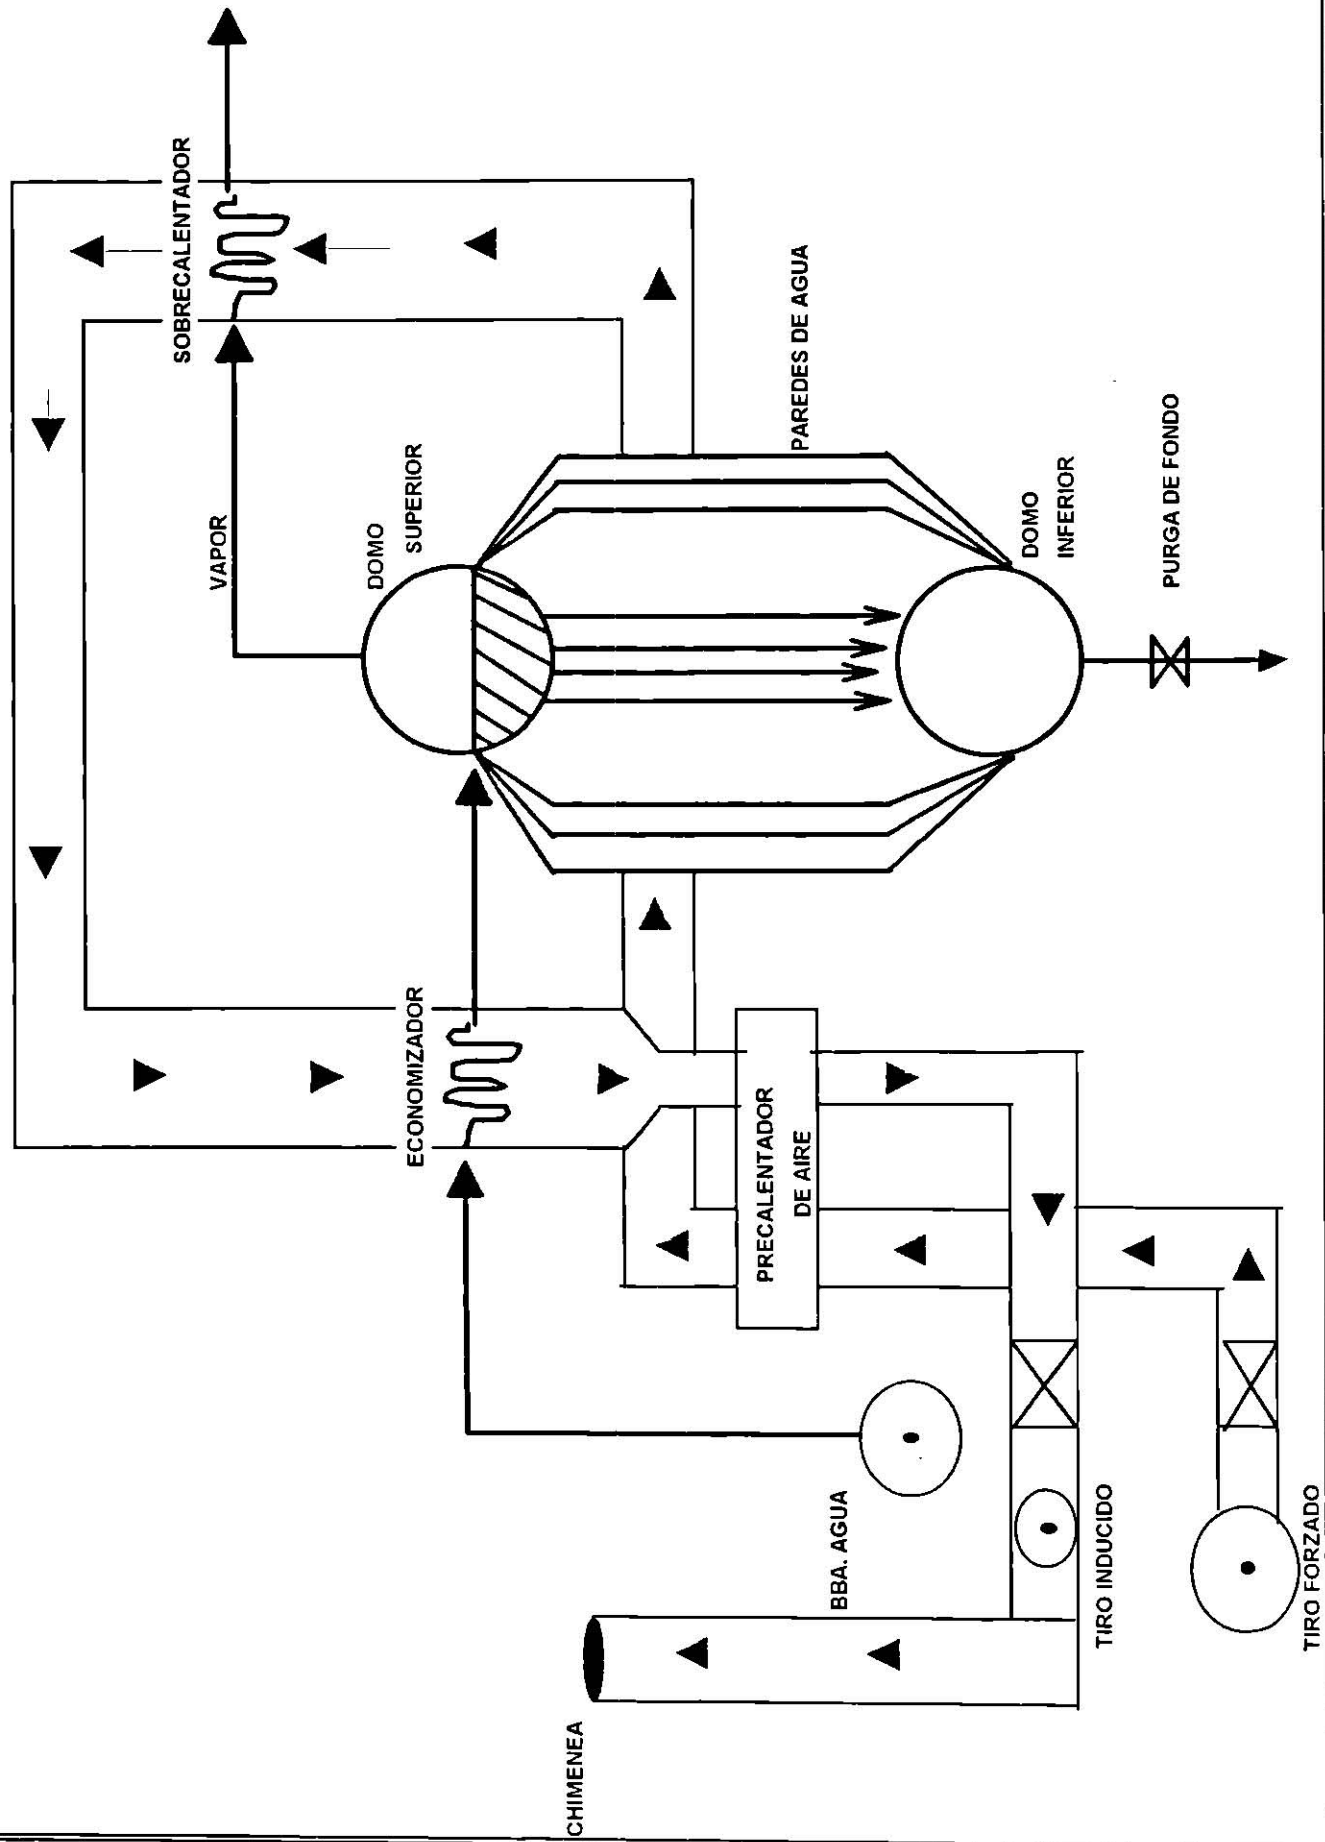 SOBRECALENTADOR
VAPOR
DOMO
SUPERIOR
PAREDES DE AGUA
DOMO
INFERIOR
PURGA DE FONDO
ECONOMIZADOR
PRECALENTADOR
DE AIRE
BBA. AGUA
TIRO INDUCIDO
TIRO FORZADO
CHIMENEA